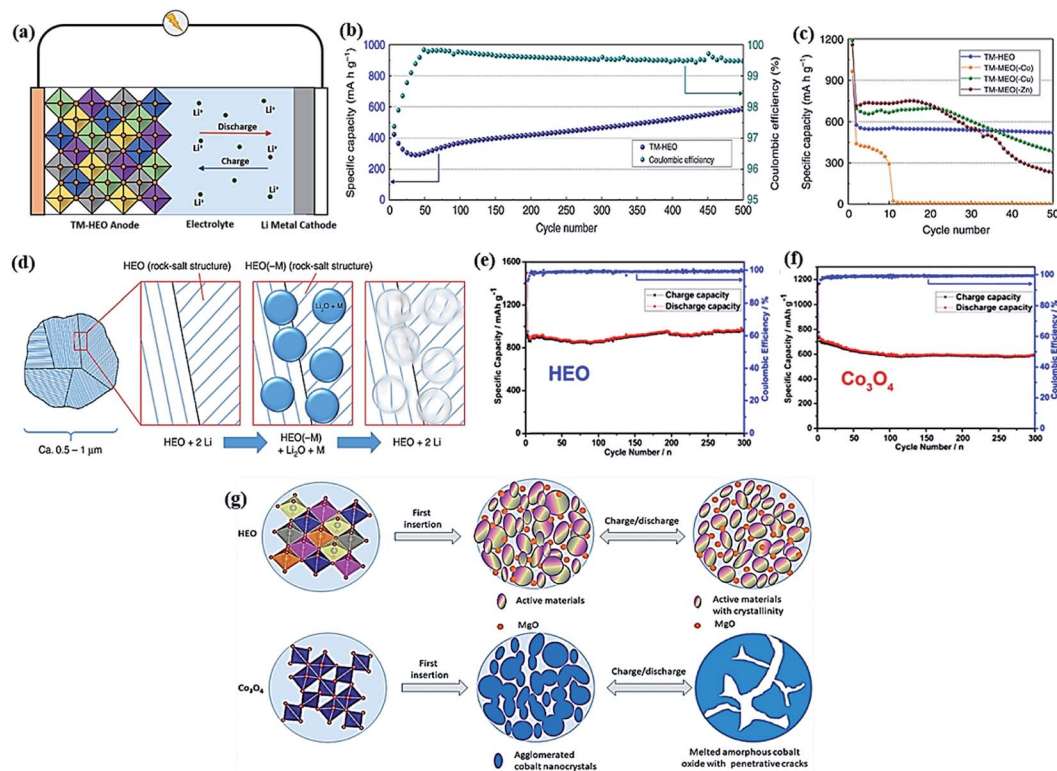 (a)
Li⁺
Li⁺
Discharge
Li⁺
Li⁺
Charge
Li⁺
Li⁺
Li⁺
TM-HEO Anode
Electrolyte
Li Metal Cathode
(b)
Specific capacity (mA h g⁻¹)
1000
800
600
400
200
0
0 50 100 150 200 250 300 350 400 450 500
Cycle number
100
99
98
97
96
95
Coulombic efficiency (%)
TM-HEO
Coulombic efficiency
(c)
Specific capacity (mA h g⁻¹)
1200
900
600
300
0
0 10 20 30 40 50
Cycle number
TM-HEO
TM-MEO(-Co)
TM-MEO(-Cu)
TM-MEO(-Zn)
(d)
HEO (rock-salt structure)
HEO(–M) (rock-salt structure)
Li₂O + M
Ca. 0.5 – 1 µm
HEO + 2 Li
HEO(–M)
+ Li₂O + M
HEO + 2 Li
(e)
Specific Capacity / mAh g⁻¹
1600
1200
800
400
0
0 50 100 150 200 250 300
Cycle Number / n
100
80
60
40
20
0
Coulombic Efficiency / %
Charge capacity
Discharge capacity
HEO
(f)
Specific Capacity / mAh g⁻¹
1600
1200
800
400
0
0 50 100 150 200 250 300
Cycle Number / n
100
80
60
40
20
0
Coulombic Efficiency / %
Charge capacity
Discharge capacity
Co₃O₄
(g)
HEO
First
insertion
Charge/discharge
Active materials
MgO
Active materials
with crystallinity
MgO
Co₃O₄
First
insertion
Charge/discharge
Agglomerated
cobalt nanocrystals
Melted amorphous cobalt
oxide with penetrative cracks